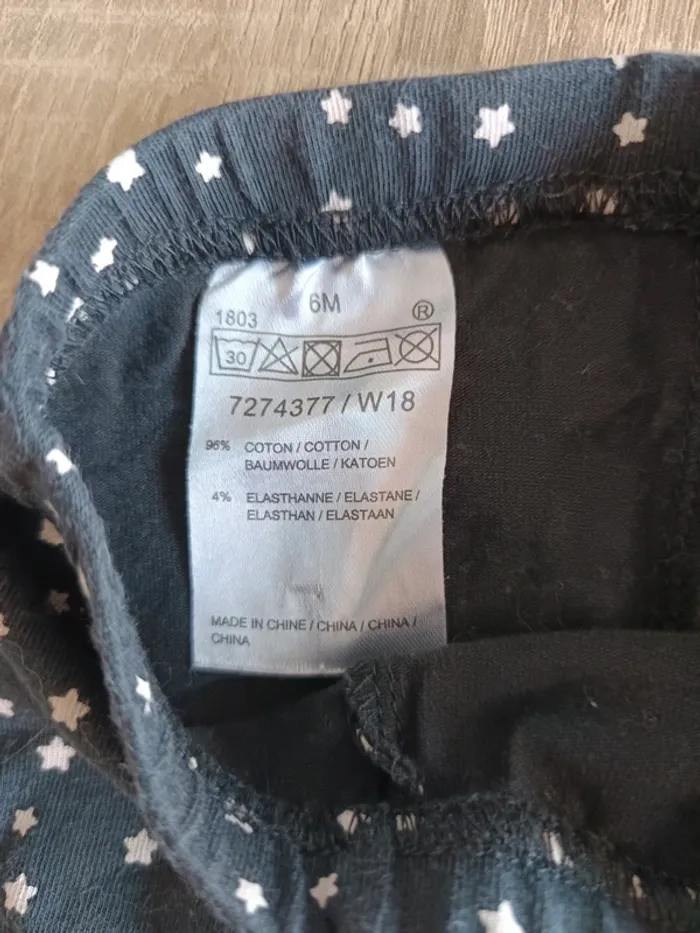 6M
1803 ®
30
7274377 / W18
96% COTON / COTTON /
BAUMWOLLE / KATOEN
4% ELASTHANNE / ELASTANE /
ELASTHAN / ELASTAAN
MADE IN CHINE / CHINA / CHINA /
CHINA